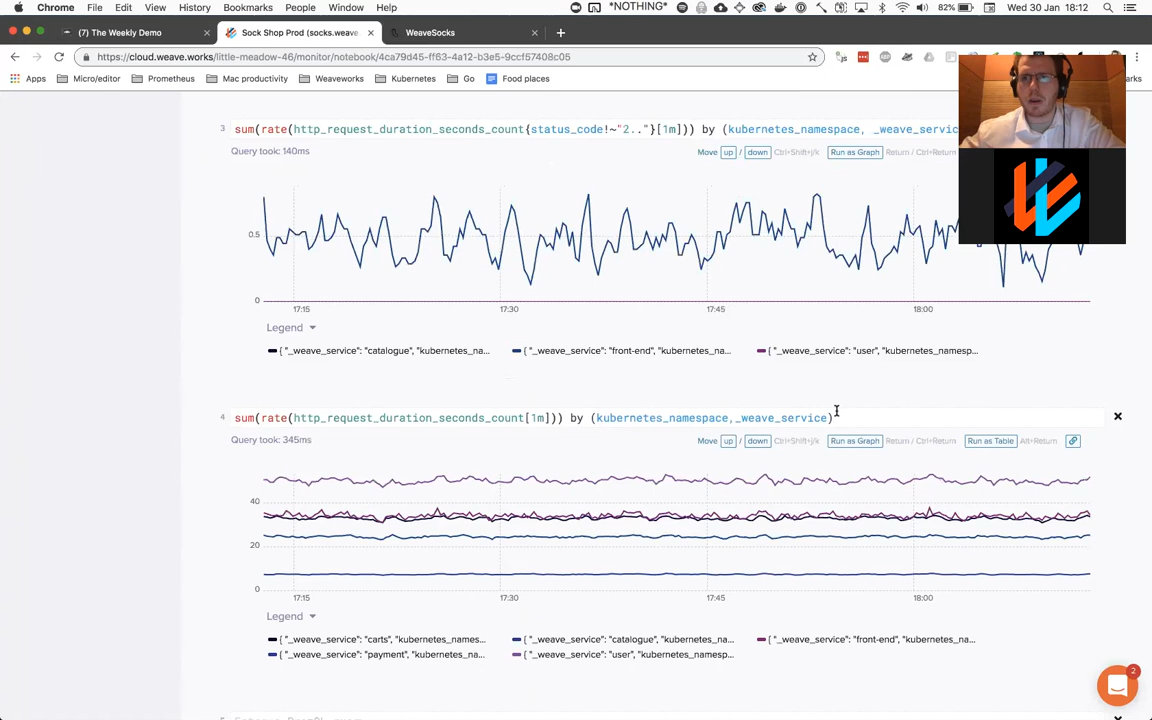 Chrome File Edit View History Bookmarks People Window Help *NOTHING* 82% Wed 30 Jan 18:12
(7) The Weekly Demo
Sock Shop Prod (socks.weave
WeaveSocks
https://cloud.weave.works/little-meadow-46/monitor/notebook/4ca79d45-ff63-4a12-b3e5-9ccf57408c05
Apps Micro/editor Prometheus Mac productivity Weaveworks Kubernetes Go Food places
3 sum(rate(http_request_duration_seconds_count{status_code!~"2.."}[1m])) by (kubernetes_namespace, _weave_servic
Query took: 140ms
Move up / down Ctrl+Shift+j/k Run as Graph Return / Ctrl+Return
0.5
0
17:15 17:30 17:45 18:00
Legend
{ "_weave_service": "catalogue", "kubernetes_na... { "_weave_service": "front-end", "kubernetes_na... { "_weave_service": "user", "kubernetes_namesp...
4 sum(rate(http_request_duration_seconds_count[1m])) by (kubernetes_namespace,_weave_service)
Query took: 345ms
Move up / down Ctrl+Shift+j/k Run as Graph Return / Ctrl+Return Run as Table Alt+Return
40
20
0
17:15 17:30 17:45 18:00
Legend
{ "_weave_service": "carts", "kubernetes_names... { "_weave_service": "catalogue", "kubernetes_na... { "_weave_service": "front-end", "kubernetes_na...
{ "_weave_service": "payment", "kubernetes_na... { "_weave_service": "user", "kubernetes_namesp...
2